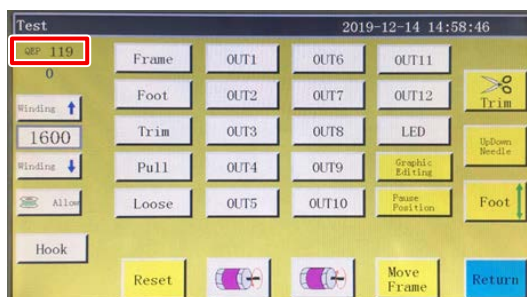 Test 2019-12-14 14:58:46
QEP 119
0
Frame OUT1 OUT6 OUT11
Foot OUT2 OUT7 OUT12
Trim
Winding
1600
Trim OUT3 OUT8 LED
UpDown
Needle
Winding
Pull OUT4 OUT9 Graphic
Editing
Allow
Loose OUT5 OUT10 Pause
Position
Foot
Hook
Reset
Move
Frame
Return